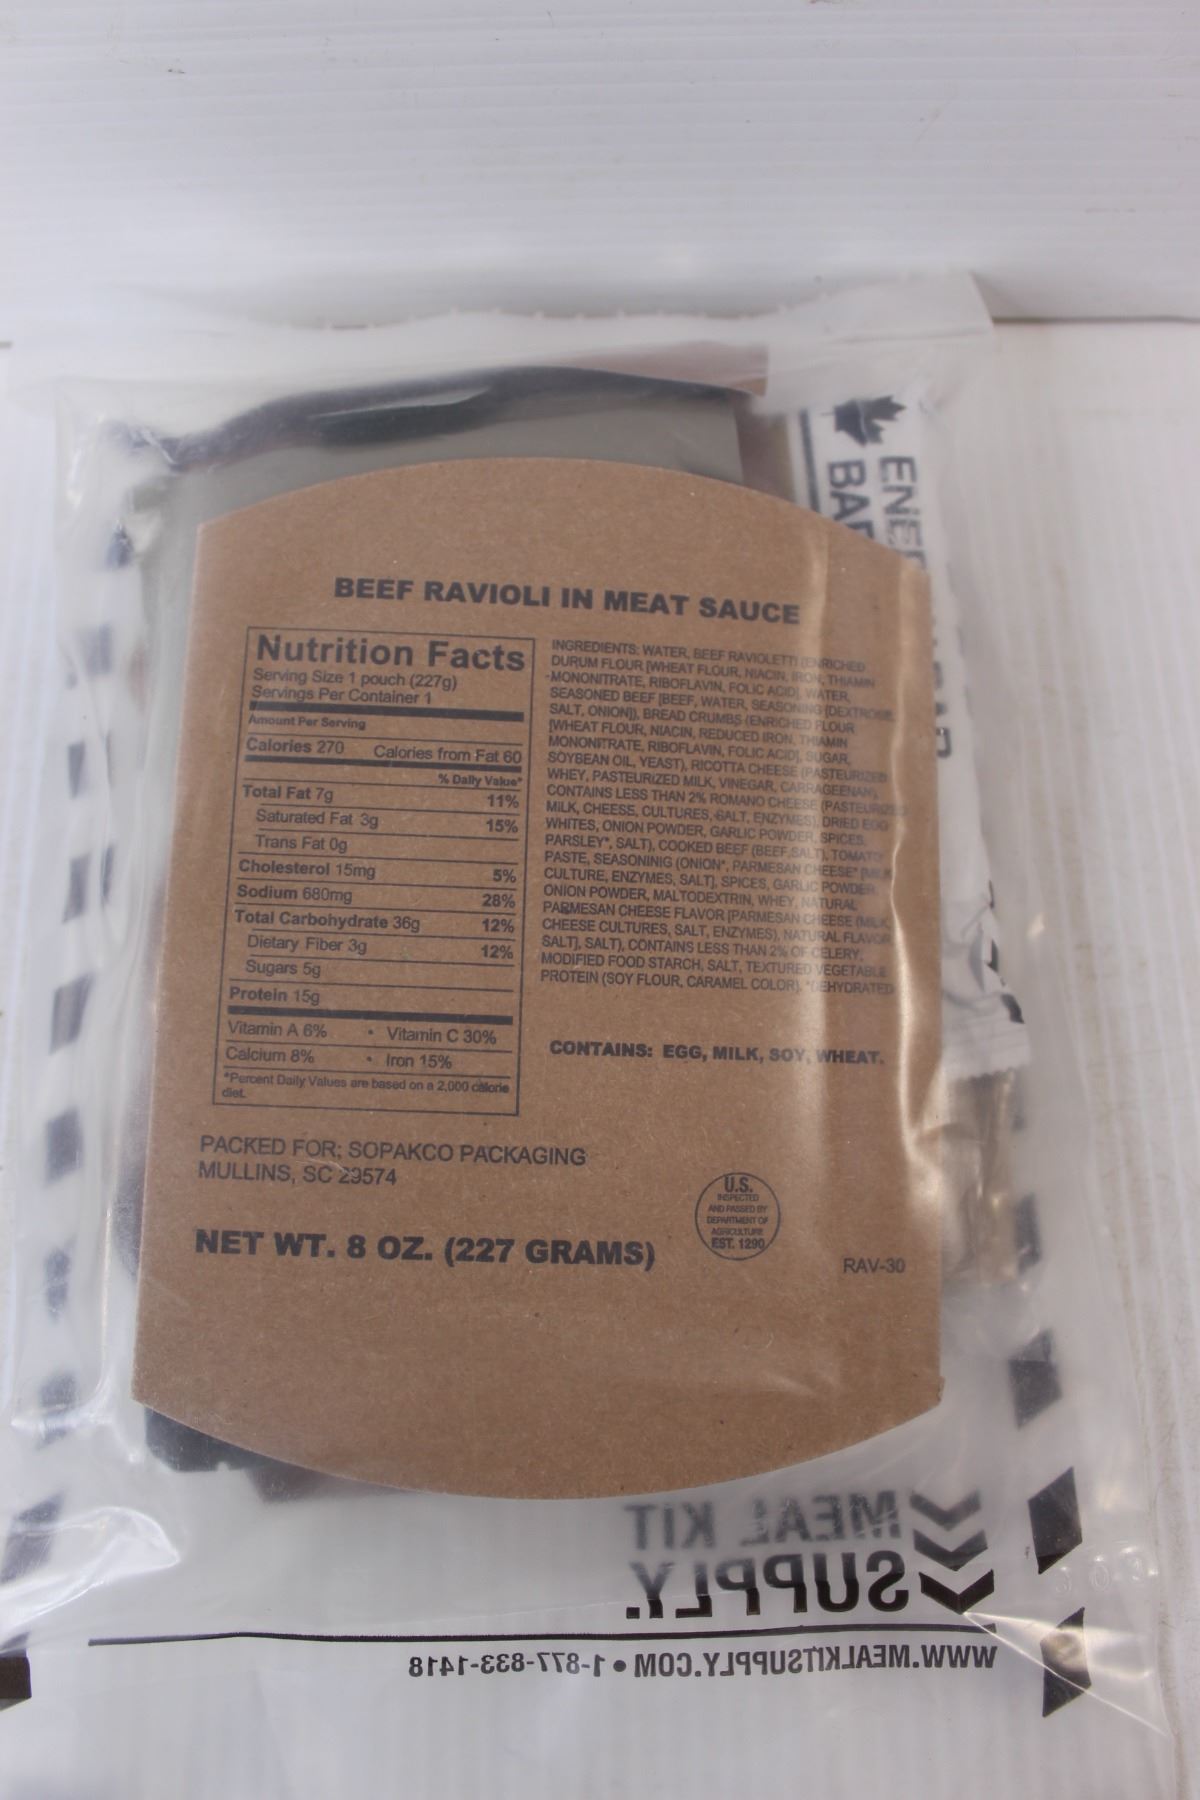 ENER
BAR
BEEF RAVIOLI IN MEAT SAUCE
Nutrition Facts
Serving Size 1 pouch (227g)
Servings Per Container 1
Amount Per Serving
Calories 270 Calories from Fat 60
% Daily Value*
Total Fat 7g 11%
Saturated Fat 3g 15%
Trans Fat 0g
Cholesterol 15mg 5%
Sodium 680mg 28%
Total Carbohydrate 36g 12%
Dietary Fiber 3g 12%
Sugars 5g
Protein 15g
Vitamin A 6% • Vitamin C 30%
Calcium 8% • Iron 15%
*Percent Daily Values are based on a 2,000 calorie
diet.
INGREDIENTS: WATER, BEEF RAVIOLETTI (ENRICHED
DURUM FLOUR [WHEAT FLOUR, NIACIN, IRON, THIAMIN
MONONITRATE, RIBOFLAVIN, FOLIC ACID], WATER,
SEASONED BEEF [BEEF, WATER, SEASONING (DEXTROSE,
SALT, ONION)], BREAD CRUMBS (ENRICHED FLOUR
[WHEAT FLOUR, NIACIN, REDUCED IRON, THIAMIN
MONONITRATE, RIBOFLAVIN, FOLIC ACID], SUGAR,
SOYBEAN OIL, YEAST), RICOTTA CHEESE (PASTEURIZED
WHEY, PASTEURIZED MILK, VINEGAR, CARRAGEENAN),
CONTAINS LESS THAN 2% ROMANO CHEESE (PASTEURIZED
MILK, CHEESE, CULTURES, SALT, ENZYMES), DRIED EGG
WHITES, ONION POWDER, GARLIC POWDER, SPICES,
PARSLEY*, SALT), COOKED BEEF (BEEF,SALT), TOMATO
PASTE, SEASONINIG (ONION*, PARMESAN CHEESE* [MILK
CULTURE, ENZYMES, SALT], SPICES, GARLIC POWDER,
ONION POWDER, MALTODEXTRIN, WHEY, NATURAL
PARMESAN CHEESE FLAVOR [PARMESAN CHEESE (MILK,
CHEESE CULTURES, SALT, ENZYMES), NATURAL FLAVOR
SALT], SALT), CONTAINS LESS THAN 2% OF CELERY,
MODIFIED FOOD STARCH, SALT, TEXTURED VEGETABLE
PROTEIN (SOY FLOUR, CARAMEL COLOR). *DEHYDRATED
CONTAINS: EGG, MILK, SOY, WHEAT.
PACKED FOR; SOPAKCO PACKAGING
MULLINS, SC 29574
NET WT. 8 OZ. (227 GRAMS)
U.S.
INSPECTED
AND PASSED BY
DEPARTMENT OF
AGRICULTURE
EST. 1290
RAV-30
MEAL KIT
SUPPLY.
WWW.MEALKITSUPPLY.COM • 1-877-833-1418